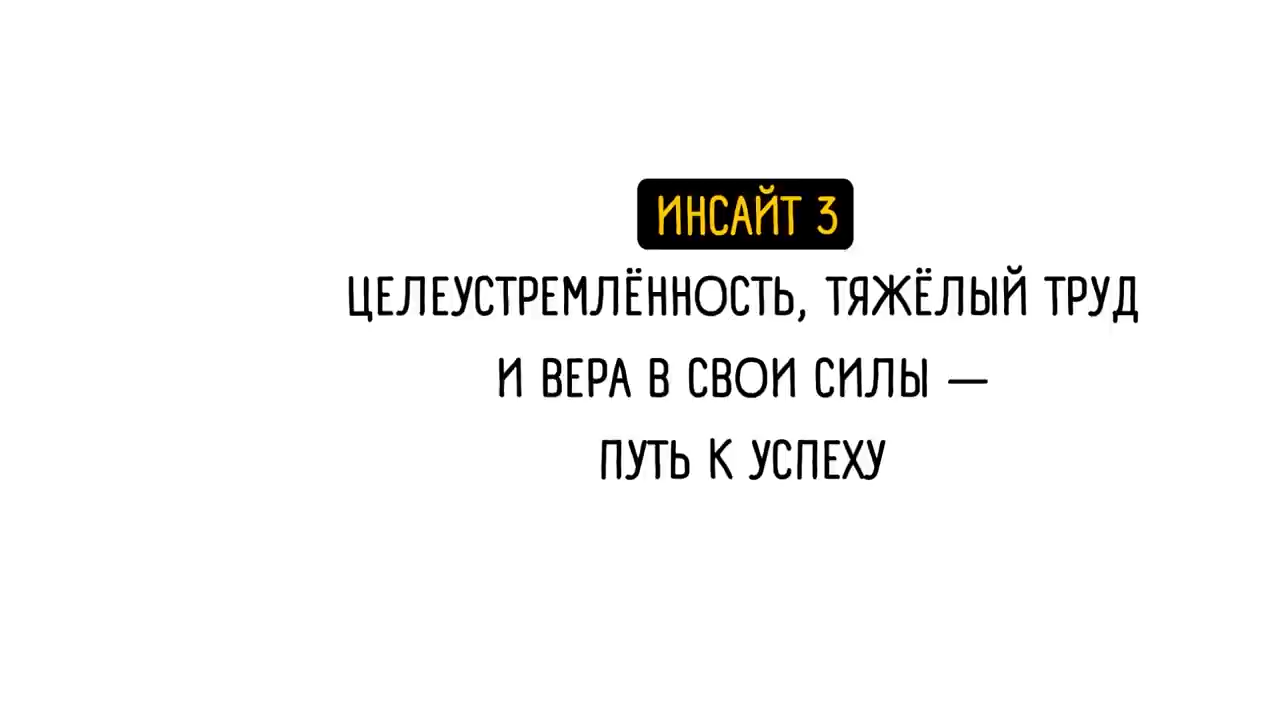 ИНСАЙТ 3
ЦЕЛЕУСТРЕМЛЁННОСТЬ, ТЯЖЁЛЫЙ ТРУД
И ВЕРА В СВОИ СИЛЫ —
ПУТЬ К УСПЕХУ